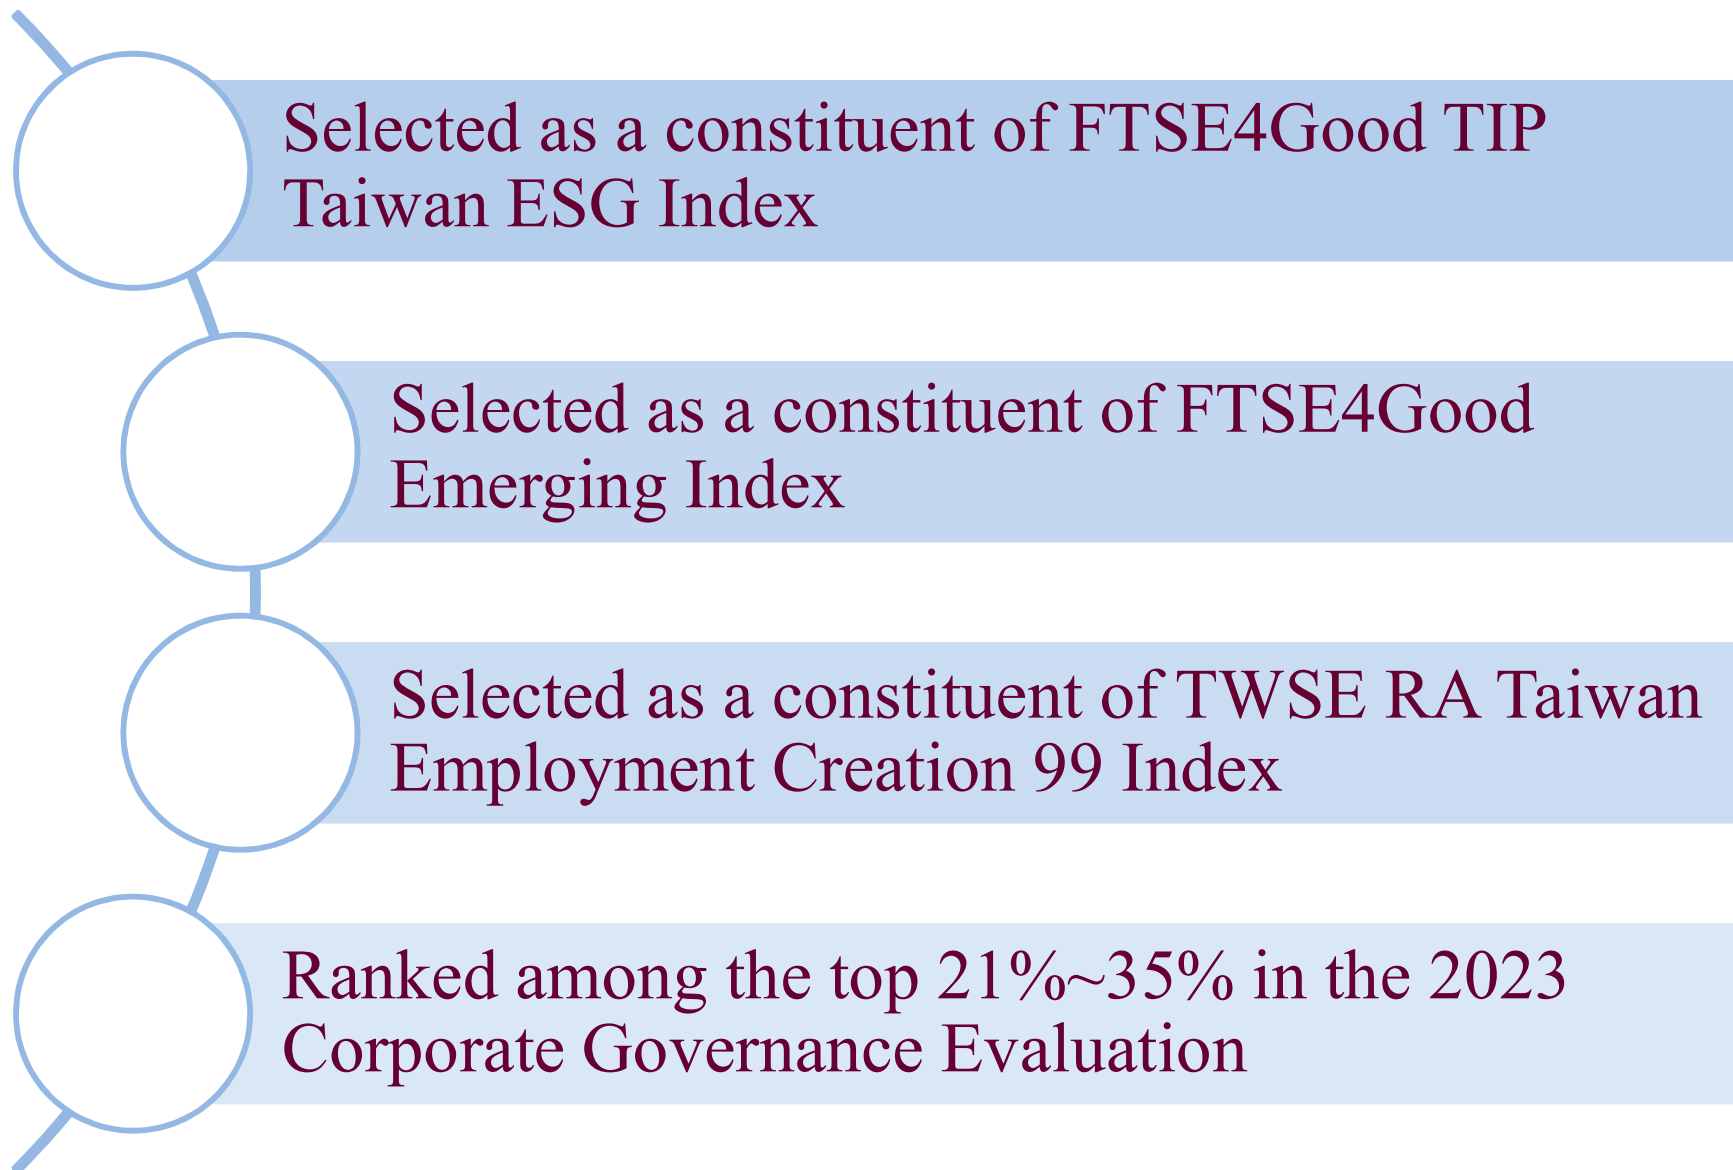 Selected as a constituent of FTSE4Good TIP
Taiwan ESG Index
Selected as a constituent of FTSE4Good
Emerging Index
Selected as a constituent of TWSE RA Taiwan
Employment Creation 99 Index
Ranked among the top 21%~35% in the 2023
Corporate Governance Evaluation